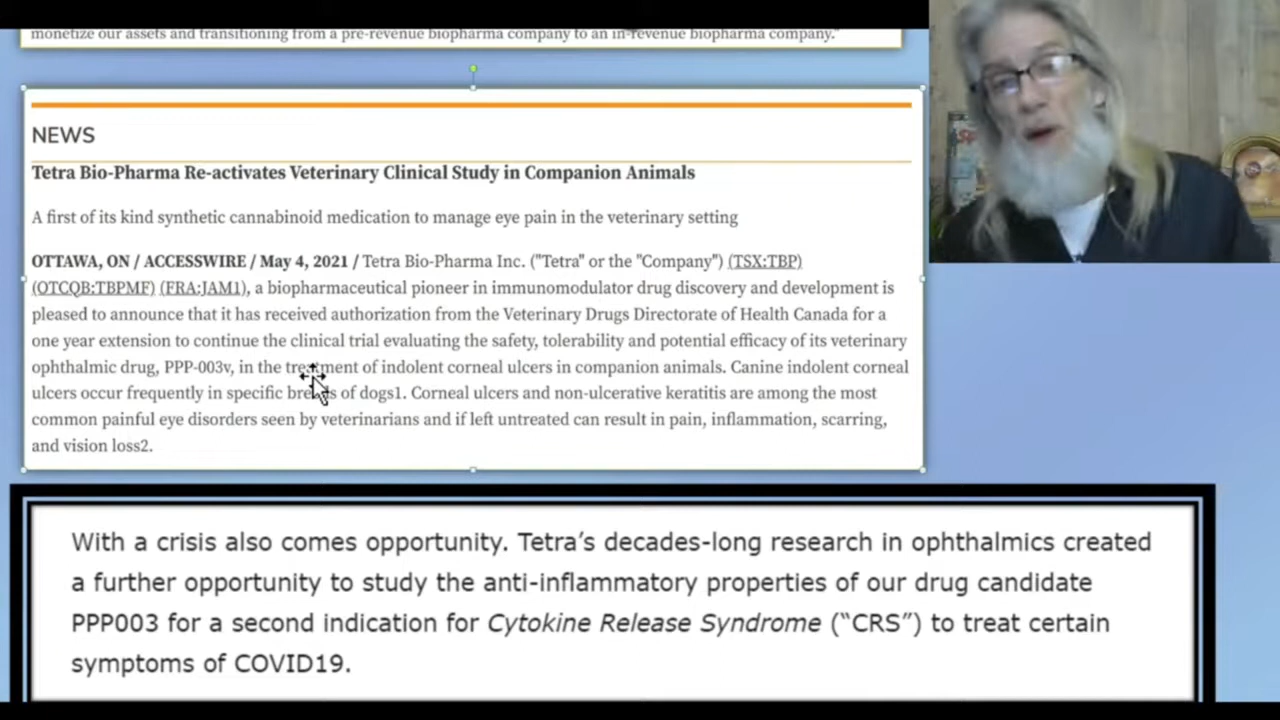 monetize our assets and transitioning from a pre-revenue biopharma company to an in-revenue biopharma company."
NEWS
Tetra Bio-Pharma Re-activates Veterinary Clinical Study in Companion Animals
A first of its kind synthetic cannabinoid medication to manage eye pain in the veterinary setting
OTTAWA, ON / ACCESSWIRE / May 4, 2021 / Tetra Bio-Pharma Inc. ("Tetra" or the "Company") (TSX:TBP)
(OTCQB:TBPMF) (FRA:JAM1), a biopharmaceutical pioneer in immunomodulator drug discovery and development is
pleased to announce that it has received authorization from the Veterinary Drugs Directorate of Health Canada for a
one year extension to continue the clinical trial evaluating the safety, tolerability and potential efficacy of its veterinary
ophthalmic drug, PPP-003v, in the treatment of indolent corneal ulcers in companion animals. Canine indolent corneal
ulcers occur frequently in specific breeds of dogs1. Corneal ulcers and non-ulcerative keratitis are among the most
common painful eye disorders seen by veterinarians and if left untreated can result in pain, inflammation, scarring,
and vision loss2.
With a crisis also comes opportunity. Tetra’s decades-long research in ophthalmics created
a further opportunity to study the anti-inflammatory properties of our drug candidate
PPP003 for a second indication for Cytokine Release Syndrome (“CRS”) to treat certain
symptoms of COVID19.